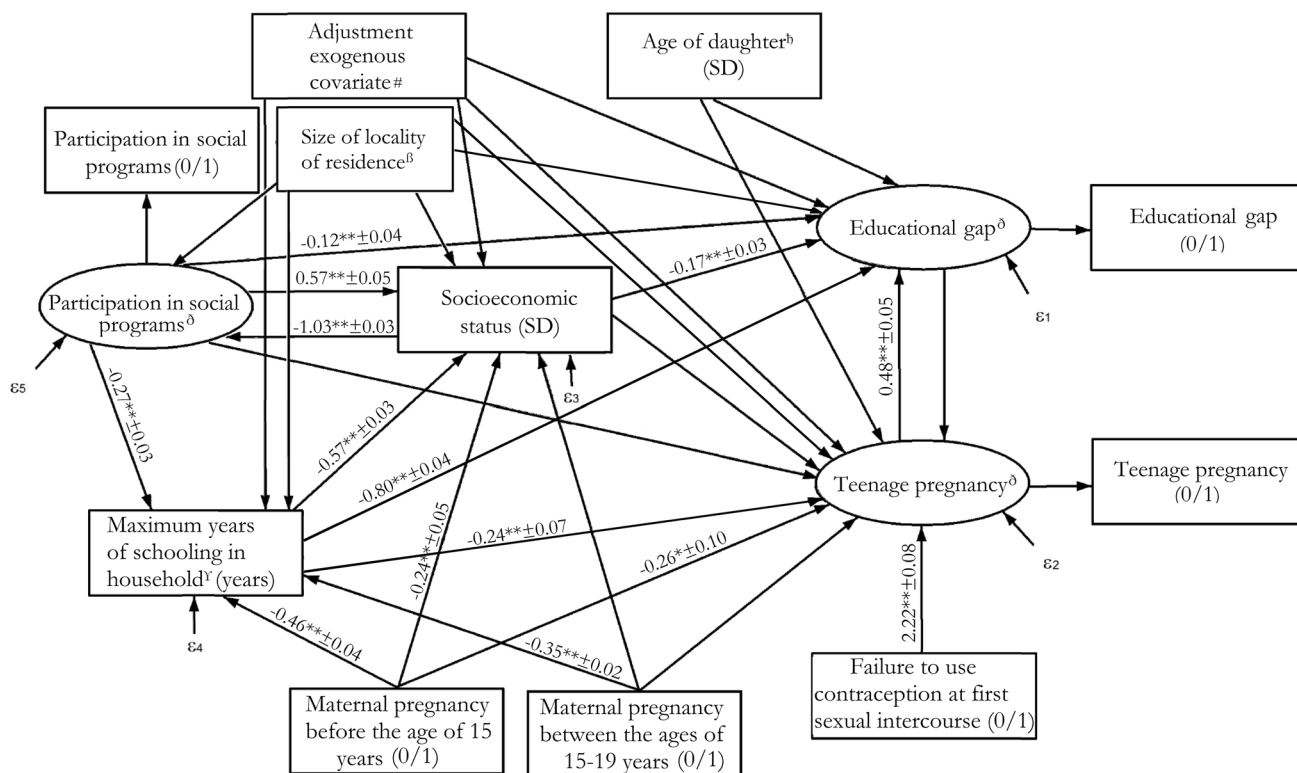 Adjustment
exogenous
covariate#
Age of daughterɧ
(SD)
Participation in social
programs (0/1)
Size of locality
of residenceß
Educational gapð
Educational gap
(0/1)
-0.12**±0.04
-0.17**±0.03
0.57**±0.05
Participation in social
programsð
Socioeconomic
status (SD)
-1.03**±0.03
ε1
ε5
ε3
0.48**±0.05
-0.27**±0.03
-0.57**±0.03
-0.80**±0.04
Teenage pregnancyð
Teenage pregnancy
(0/1)
Maximum years
of schooling in
householdϒ (years)
-0.24**±0.07
-0.24**±0.05
-0.26*±0.10
ε2
ε4
-0.46**±0.04
-0.35**±0.02
2.22**±0.08
Failure to use
contraception at first
sexual intercourse (0/1)
Maternal pregnancy
before the age of 15
years (0/1)
Maternal pregnancy
between the ages of
15-19 years (0/1)